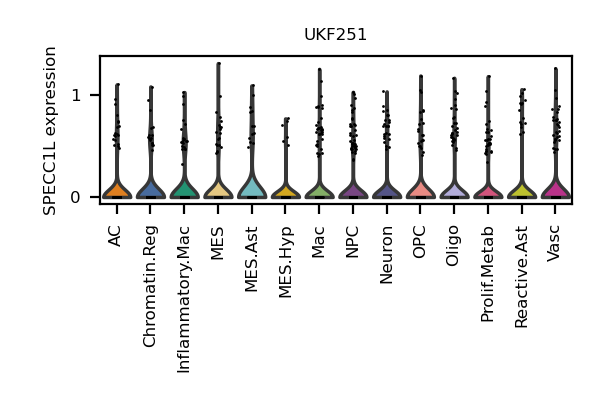 UKF251
SPECC1L expression
1
0
AC
Chromatin.Reg
Inflammatory.Mac
MES
MES.Ast
MES.Hyp
Mac
NPC
Neuron
OPC
Oligo
Prolif.Metab
Reactive.Ast
Vasc